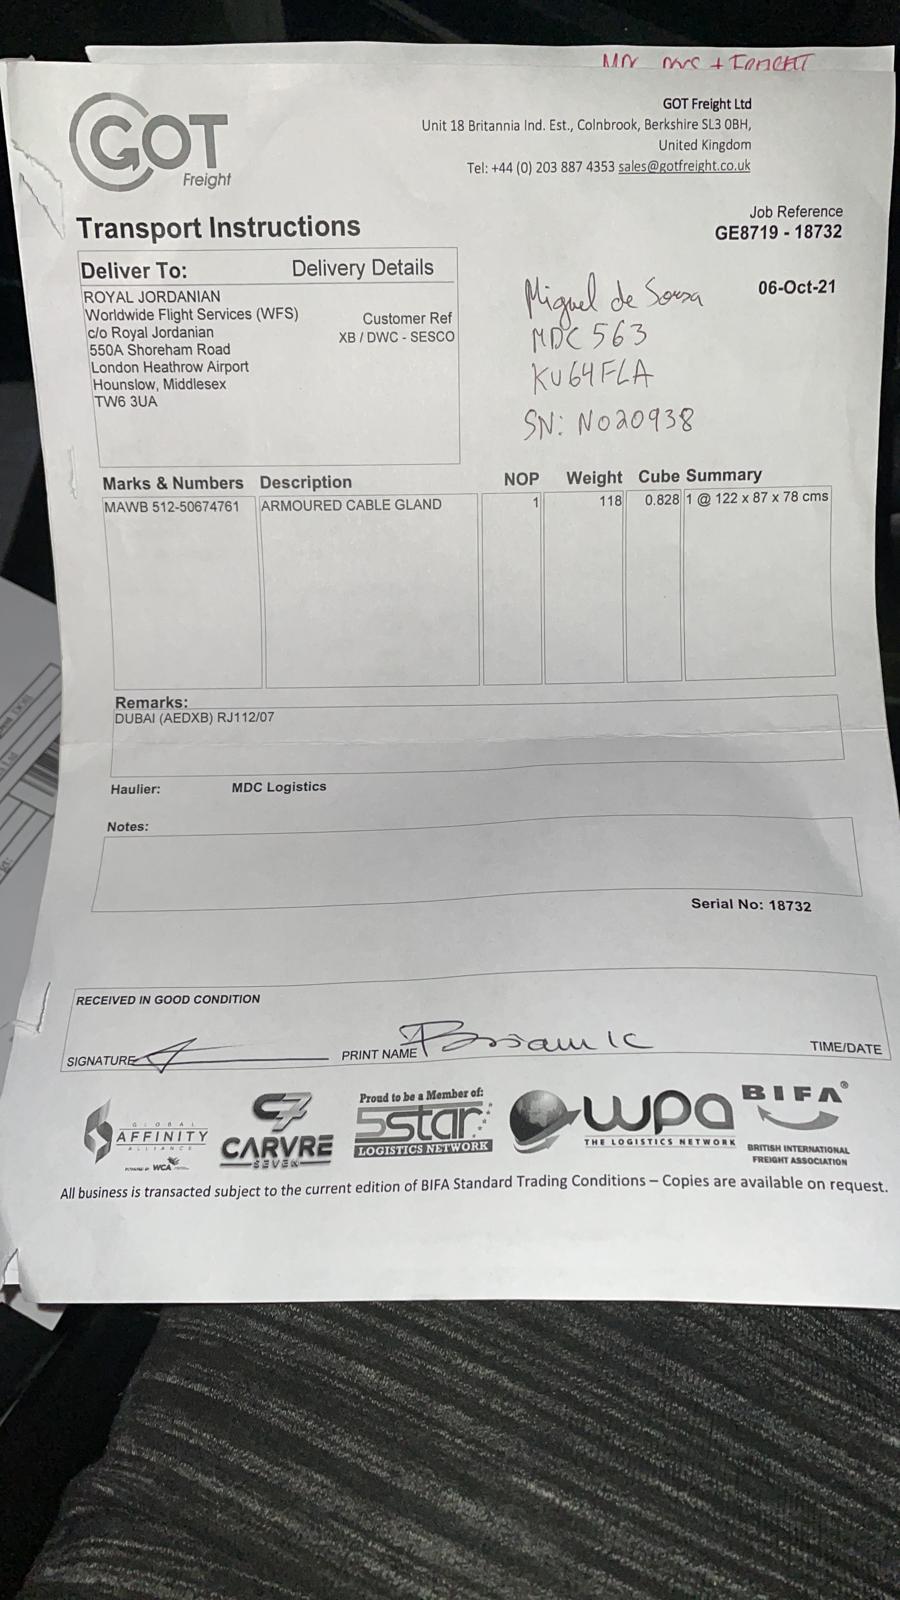 GOT
Freight
GOT Freight Ltd
Unit 18 Britannia Ind. Est., Colnbrook, Berkshire SL3 0BH,
United Kingdom
Tel: +44 (0) 203 887 4353 sales@gotfreight.co.uk
Transport Instructions
Job Reference
GE8719 - 18732
06-Oct-21
Deliver To: Delivery Details
ROYAL JORDANIAN
Worldwide Flight Services (WFS)
c/o Royal Jordanian
550A Shoreham Road
London Heathrow Airport
Hounslow, Middlesex
TW6 3UA
Customer Ref
XB / DWC - SESCO
Miguel de Sousa
MDC 563
KU64FLA
SN: N020938
Marks & Numbers Description NOP Weight Cube Summary
MAWB 512-50674761 ARMOURED CABLE GLAND 1 118 0.828 1 @ 122 x 87 x 78 cms
Remarks:
DUBAI (AEDXB) RJ112/07
Haulier: MDC Logistics
Notes:
Serial No: 18732
RECEIVED IN GOOD CONDITION
SIGNATURE PRINT NAME TIME/DATE
GLOBAL
AFFINITY
ALLIANCE
POWERED BY WCA
C7
CARVRE
SEVEN
Proud to be a Member of:
5star
LOGISTICS NETWORK
wpa
THE LOGISTICS NETWORK
BIFA®
BRITISH INTERNATIONAL
FREIGHT ASSOCIATION
All business is transacted subject to the current edition of BIFA Standard Trading Conditions – Copies are available on request.